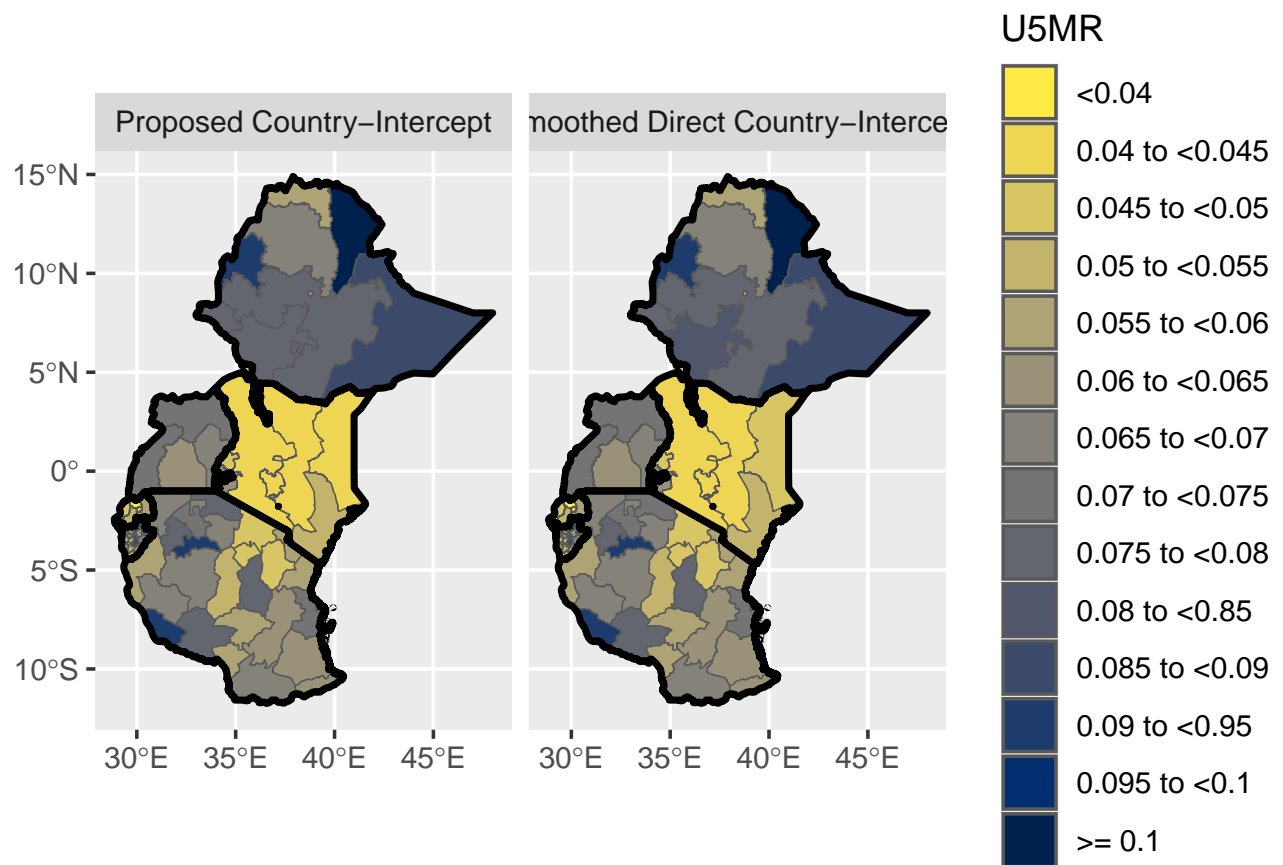 U5MR
<0.04
0.04 to <0.045
0.045 to <0.05
0.05 to <0.055
0.055 to <0.06
0.06 to <0.065
0.065 to <0.07
0.07 to <0.075
0.075 to <0.08
0.08 to <0.85
0.085 to <0.09
0.09 to <0.95
0.095 to <0.1
>= 0.1
Proposed Country−Intercept
moothed Direct Country−Interce
15°N
10°N
5°N
0°
5°S
10°S
30°E 35°E 40°E 45°E
30°E 35°E 40°E 45°E